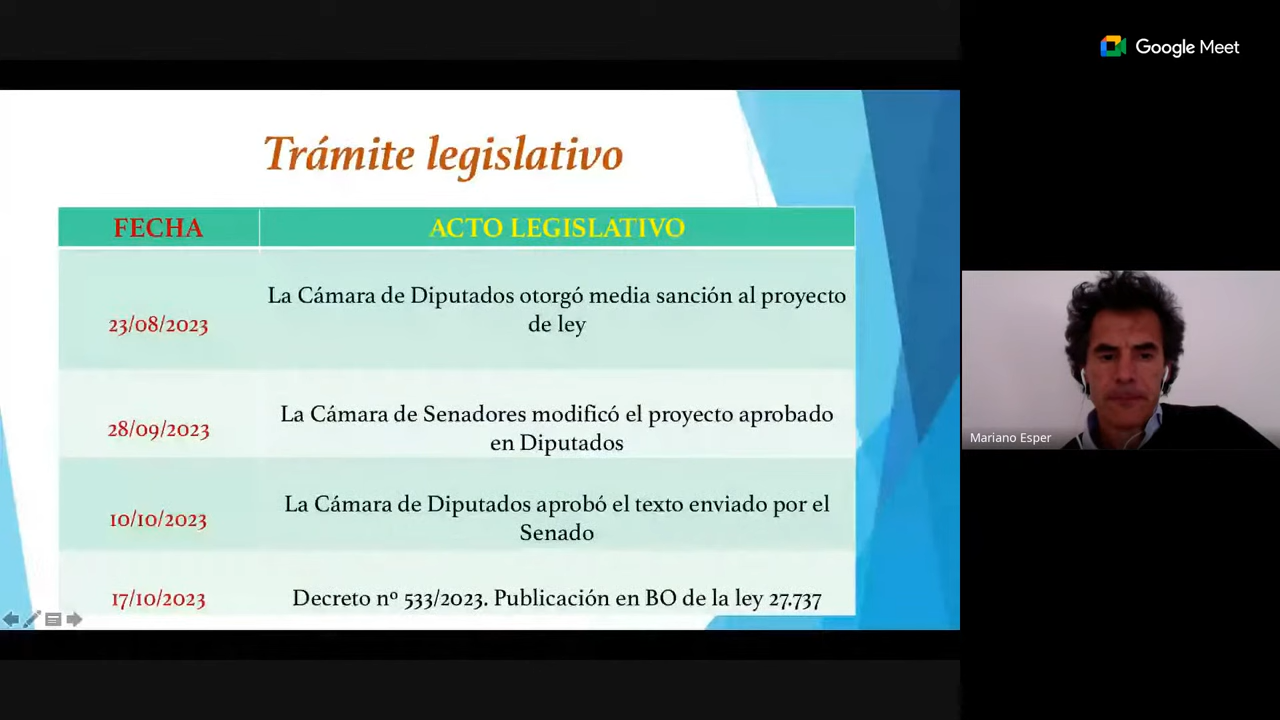 Google Meet
Trámite legislativo
FECHA
ACTO LEGISLATIVO
23/08/2023
La Cámara de Diputados otorgó media sanción al proyecto
de ley
28/09/2023
La Cámara de Senadores modificó el proyecto aprobado
en Diputados
10/10/2023
La Cámara de Diputados aprobó el texto enviado por el
Senado
17/10/2023
Decreto nº 533/2023. Publicación en BO de la ley 27.737
Mariano Esper